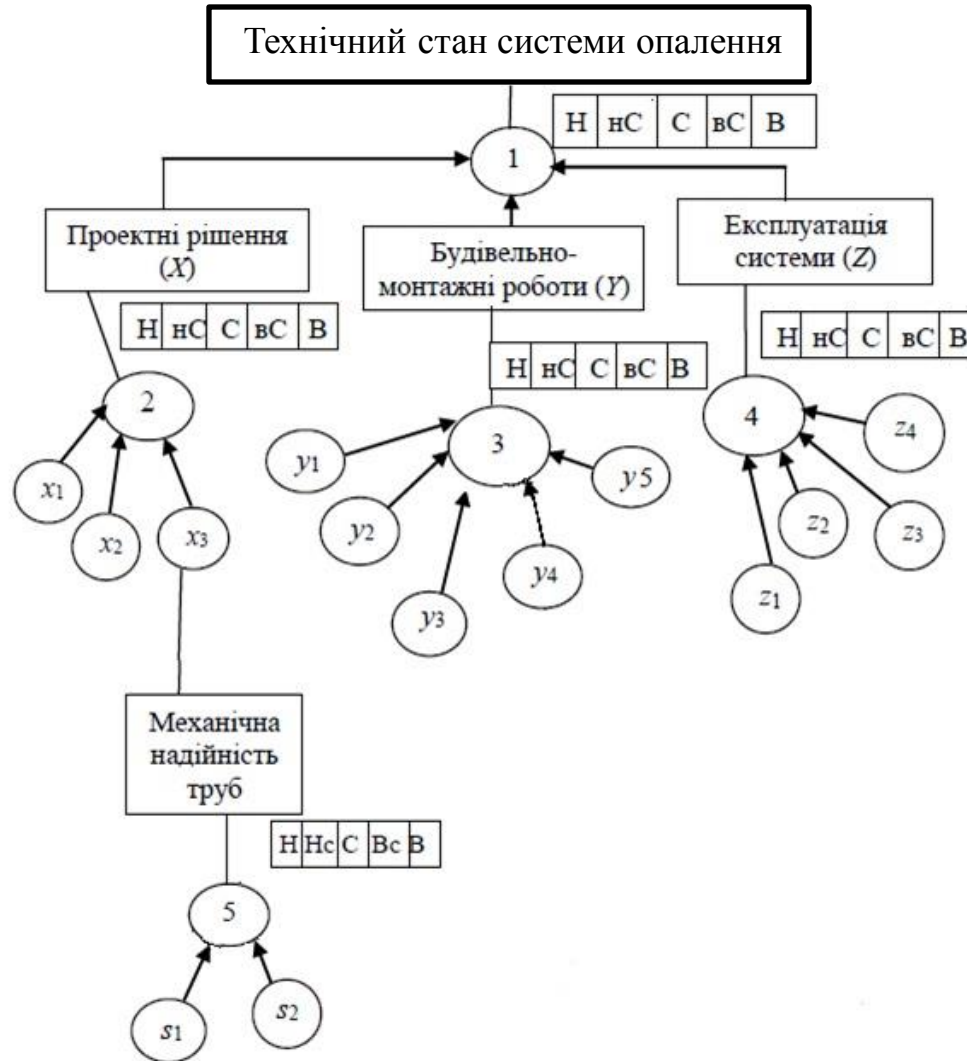 Технічний стан системи опалення
Н нС С вС В
1
Проектні рішення
(X)
Будівельно-
монтажні роботи (Y)
Експлуатація
системи (Z)
Н нС С вС В
Н нС С вС В
Н нС С вС В
2
3
4
x1
x2
x3
y1
y2
y3
y4
y5
z1
z2
z3
z4
Механічна
надійність
труб
Н Нс С Вс В
5
s1
s2